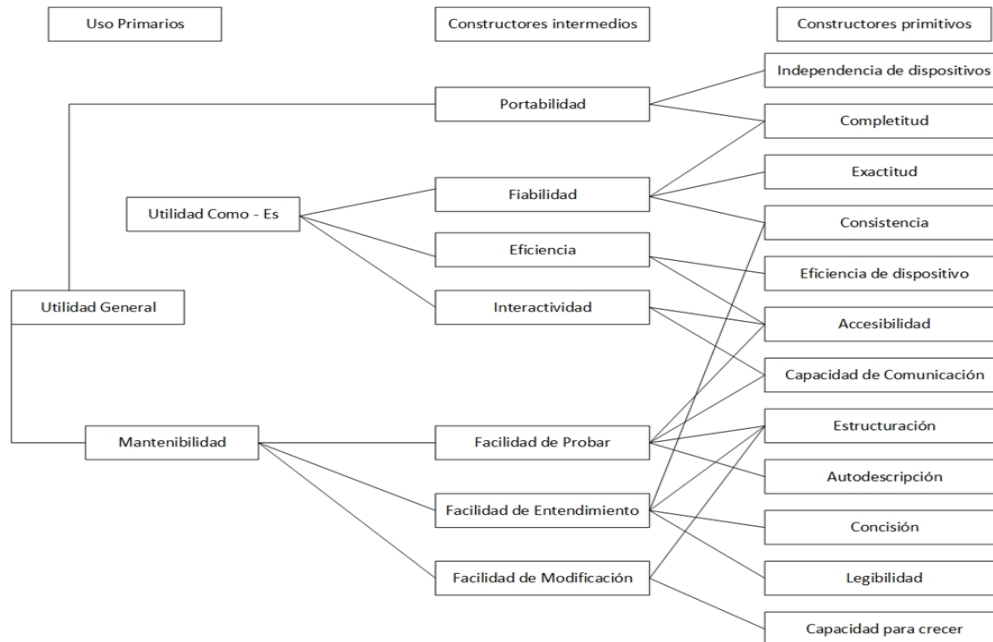 Uso Primarios
Constructores intermedios
Constructores primitivos
Independencia de dispositivos
Portabilidad
Completitud
Exactitud
Fiabilidad
Utilidad Como - Es
Consistencia
Eficiencia
Eficiencia de dispositivo
Utilidad General
Interactividad
Accesibilidad
Capacidad de Comunicación
Estructuración
Mantenibilidad
Facilidad de Probar
Autodescripción
Facilidad de Entendimiento
Concisión
Facilidad de Modificación
Legibilidad
Capacidad para crecer